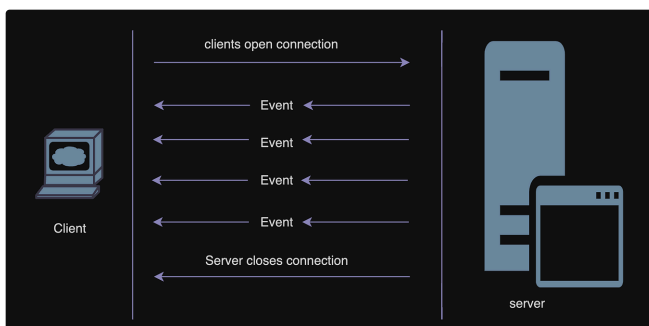 clients open connection
Event
Event
Event
Event
Server closes connection
Client
server